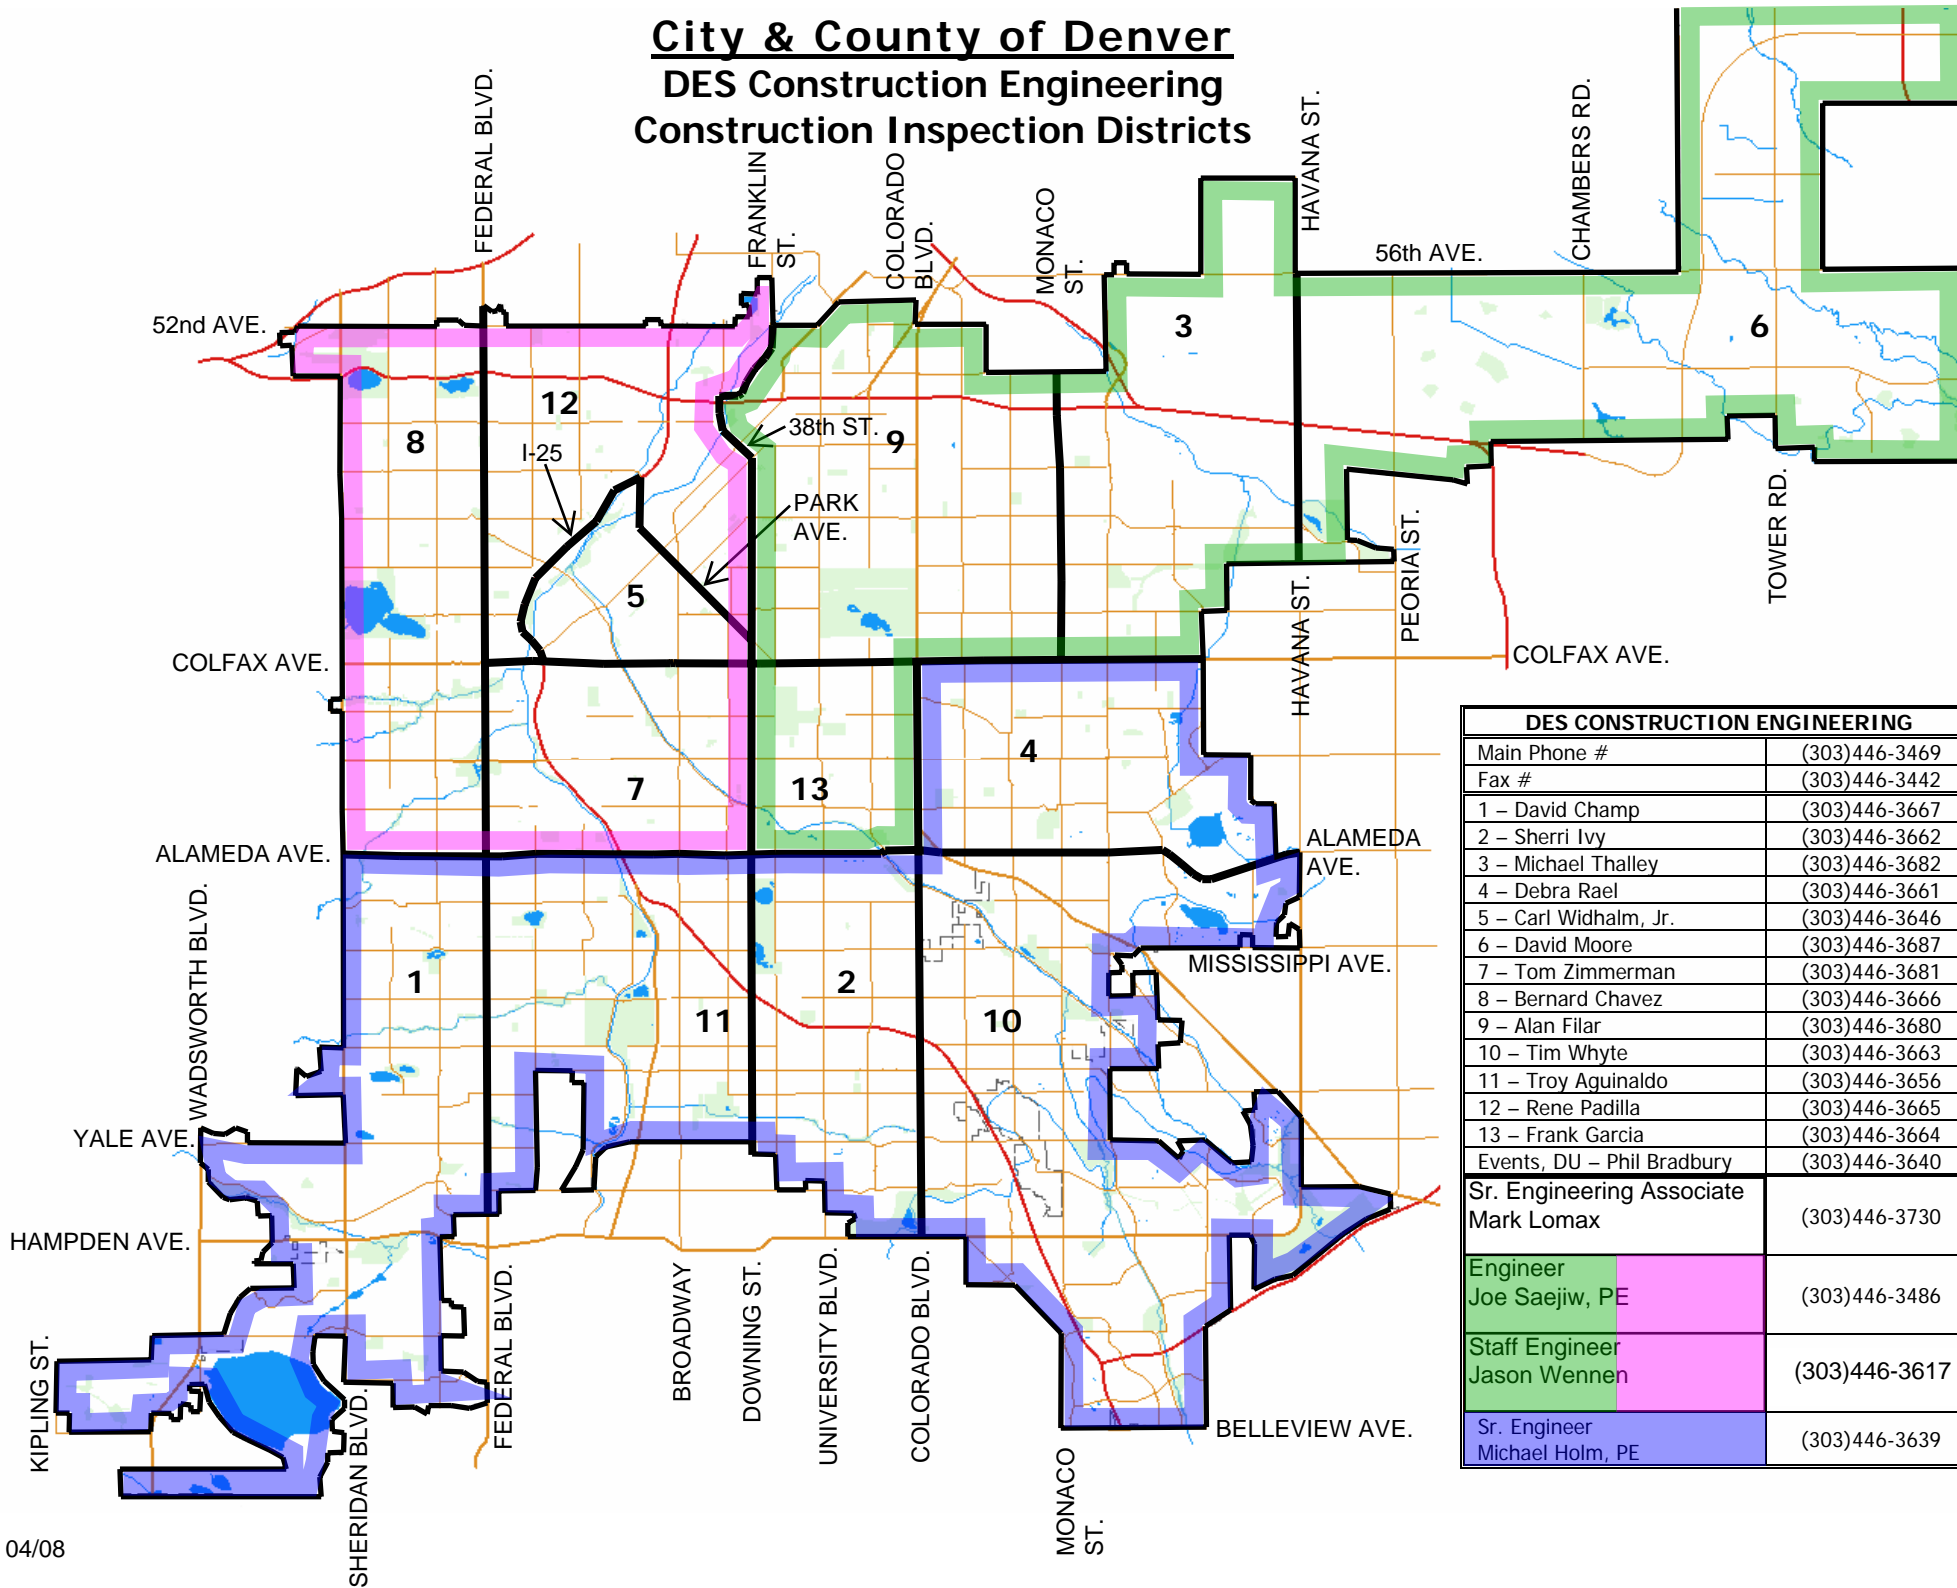 City & County of Denver
DES Construction Engineering
Construction Inspection Districts
FEDERAL BLVD.
FRANKLIN
ST.
COLORADO
BLVD.
MONACO
ST.
HAVANA ST.
CHAMBERS RD.
56th AVE.
52nd AVE.
3
6
12
8
38th ST.
9
I-25
PARK
AVE.
5
PEORIA ST.
TOWER RD.
HAVANA ST.
COLFAX AVE.
COLFAX AVE.
4
7
13
ALAMEDA AVE.
ALAMEDA
AVE.
WADSWORTH BLVD.
1
2
MISSISSIPPI AVE.
11
10
YALE AVE.
HAMPDEN AVE.
KIPLING ST.
SHERIDAN BLVD.
FEDERAL BLVD.
BROADWAY
DOWNING ST.
UNIVERSITY BLVD.
COLORADO BLVD.
MONACO
ST.
BELLEVIEW AVE.
DES CONSTRUCTION ENGINEERING
Main Phone # (303)446-3469
Fax # (303)446-3442
1 – David Champ (303)446-3667
2 – Sherri Ivy (303)446-3662
3 – Michael Thalley (303)446-3682
4 – Debra Rael (303)446-3661
5 – Carl Widhalm, Jr. (303)446-3646
6 – David Moore (303)446-3687
7 – Tom Zimmerman (303)446-3681
8 – Bernard Chavez (303)446-3666
9 – Alan Filar (303)446-3680
10 – Tim Whyte (303)446-3663
11 – Troy Aguinaldo (303)446-3656
12 – Rene Padilla (303)446-3665
13 – Frank Garcia (303)446-3664
Events, DU – Phil Bradbury (303)446-3640
Sr. Engineering Associate
Mark Lomax (303)446-3730
Engineer
Joe Saejiw, PE (303)446-3486
Staff Engineer
Jason Wennen (303)446-3617
Sr. Engineer
Michael Holm, PE (303)446-3639
04/08